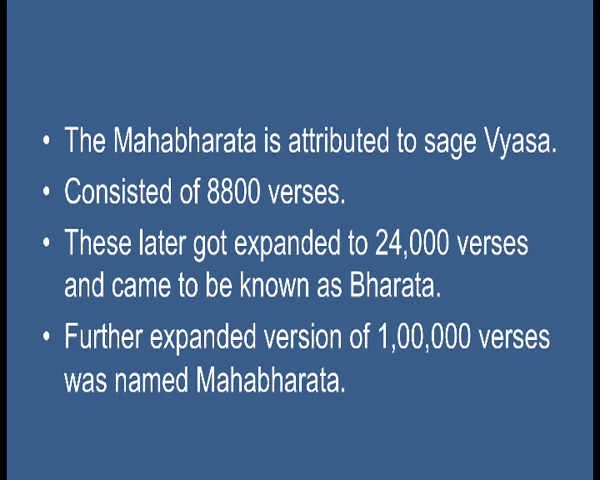 • The Mahabharata is attributed to sage Vyasa.
• Consisted of 8800 verses.
• These later got expanded to 24,000 verses
and came to be known as Bharata.
• Further expanded version of 1,00,000 verses
was named Mahabharata.